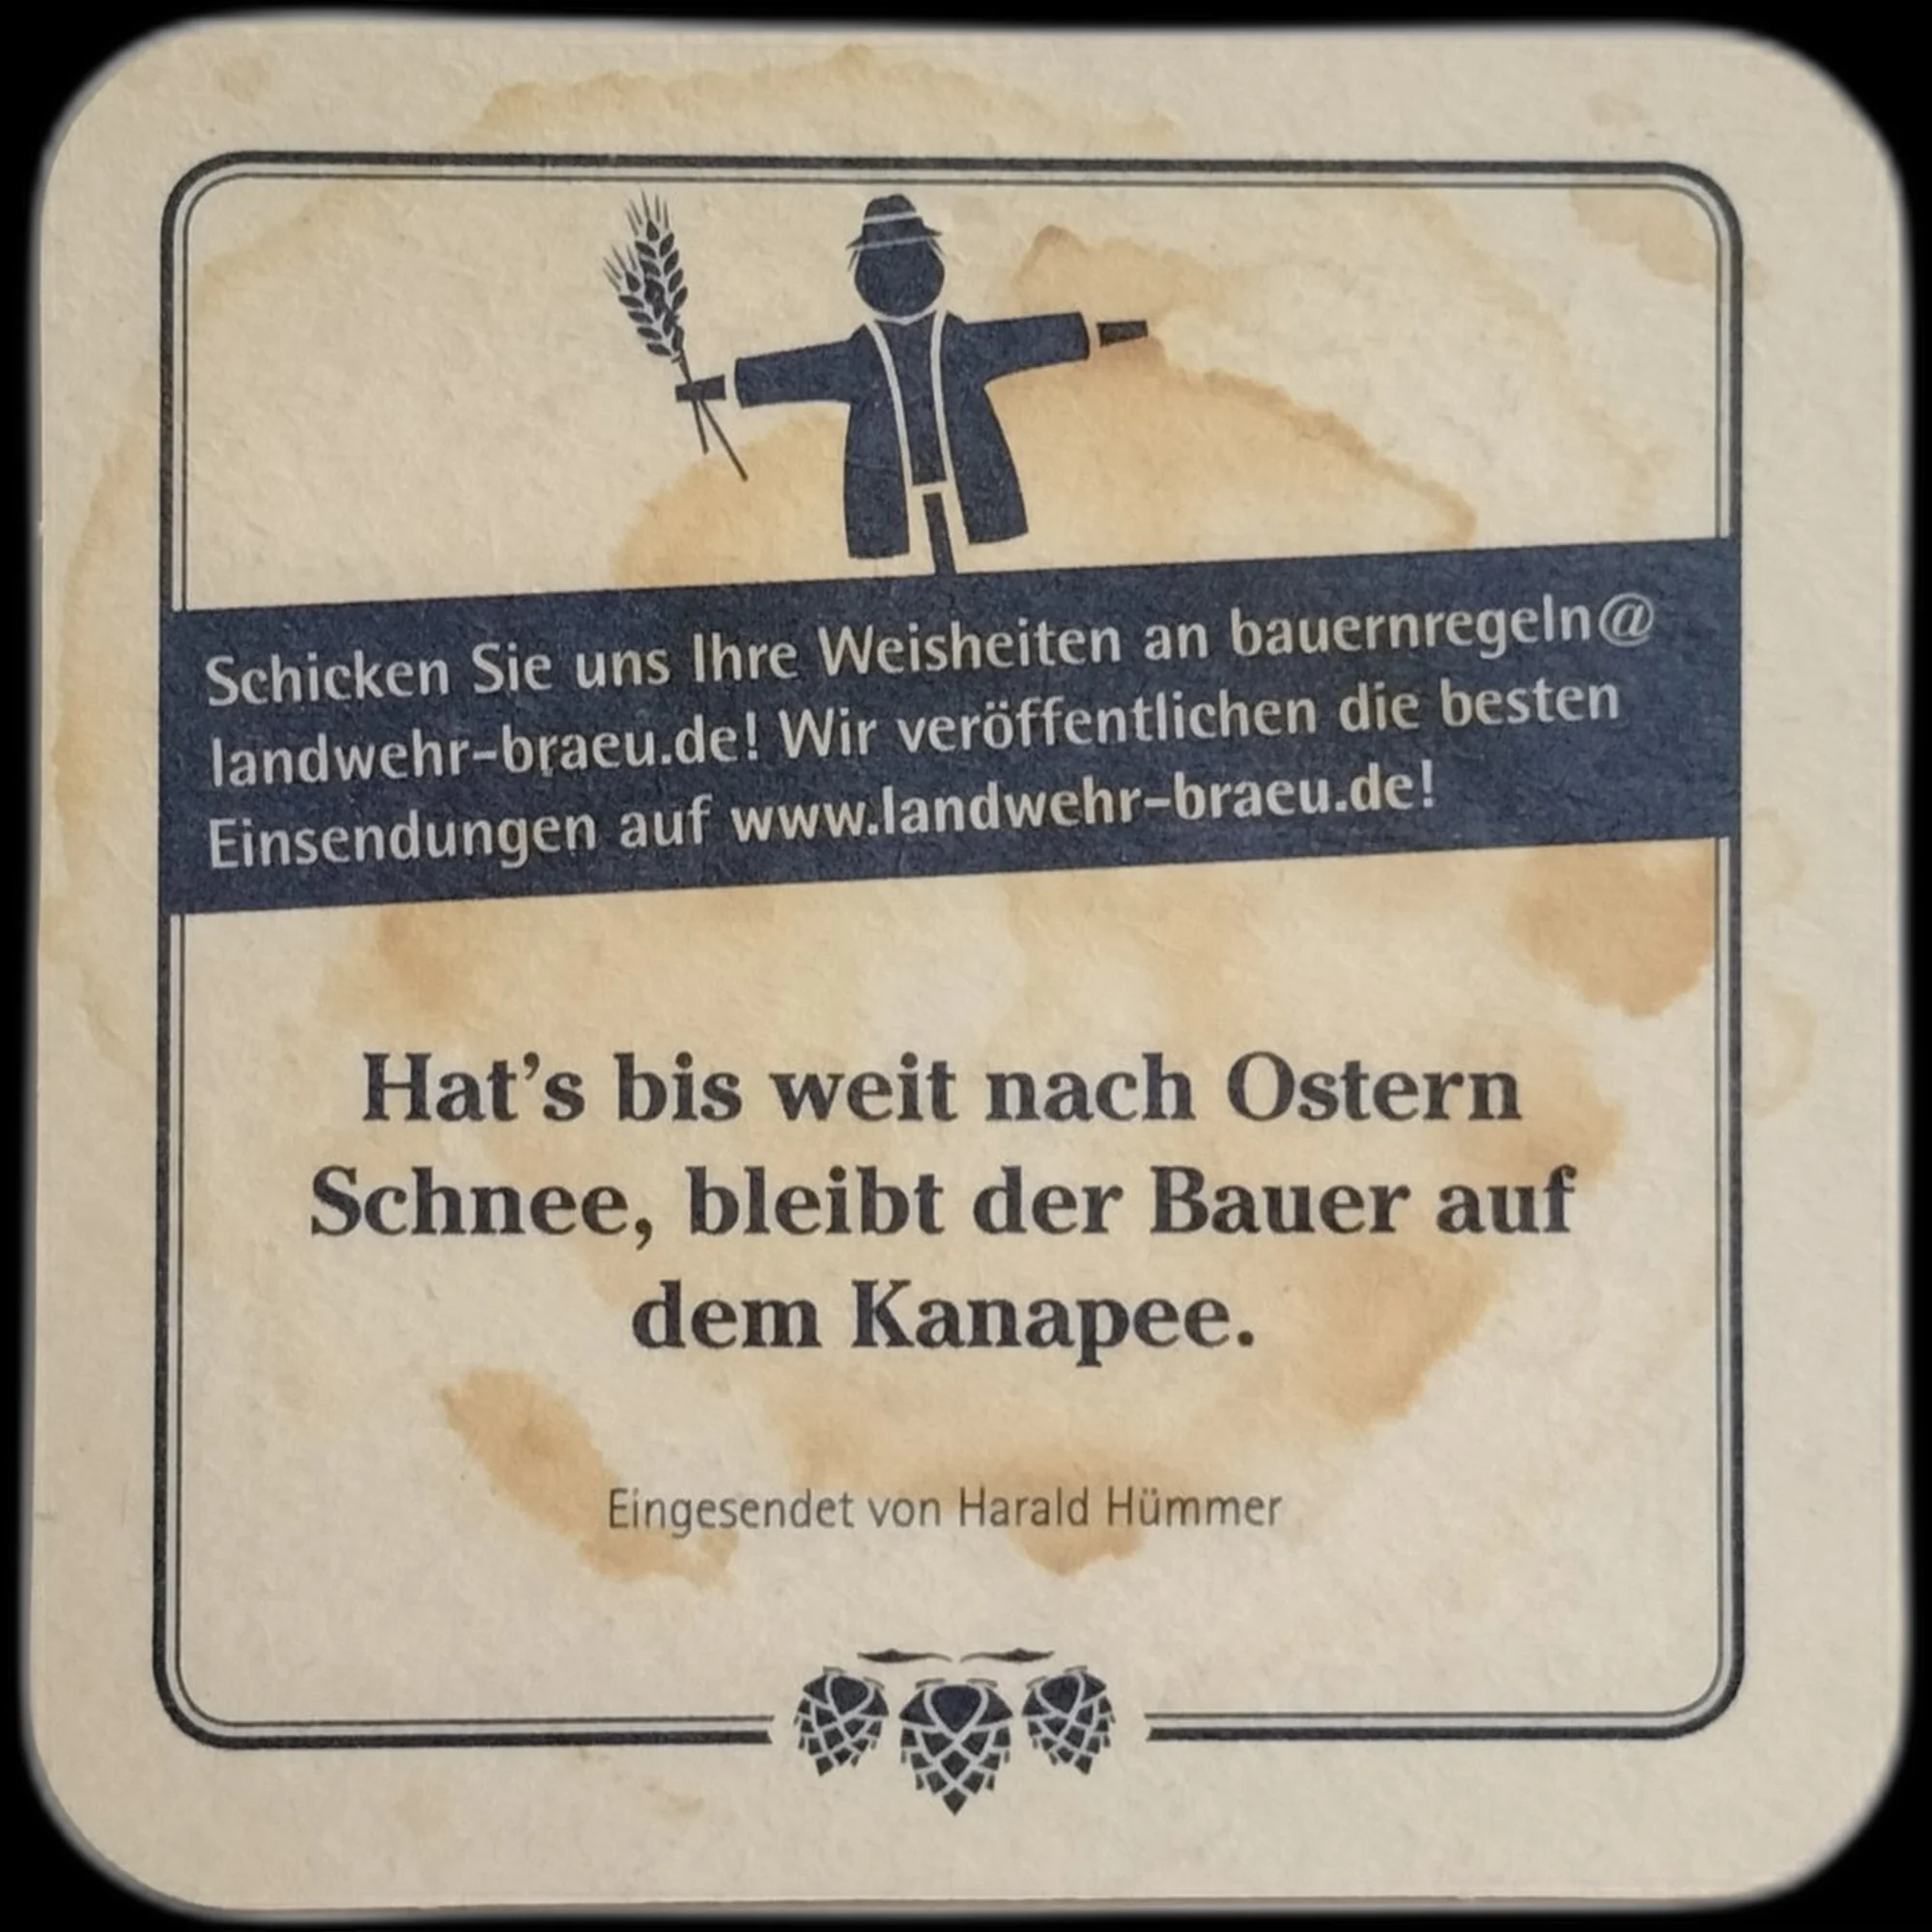 Schicken Sie uns Ihre Weisheiten an bauernregeln@
landwehr-braeu.de! Wir veröffentlichen die besten
Einsendungen auf www.landwehr-braeu.de!
Hat’s bis weit nach Ostern
Schnee, bleibt der Bauer auf
dem Kanapee.
Eingesendet von Harald Hümmer